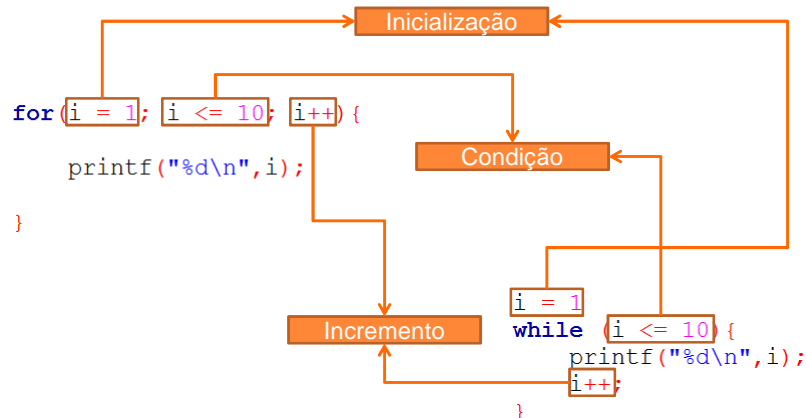 Inicialização
for(i = 1; i <= 10; i++){
printf("%d\n",i);
}
Condição
Incremento
i = 1
while (i <= 10){
printf("%d\n",i);
i++;
}